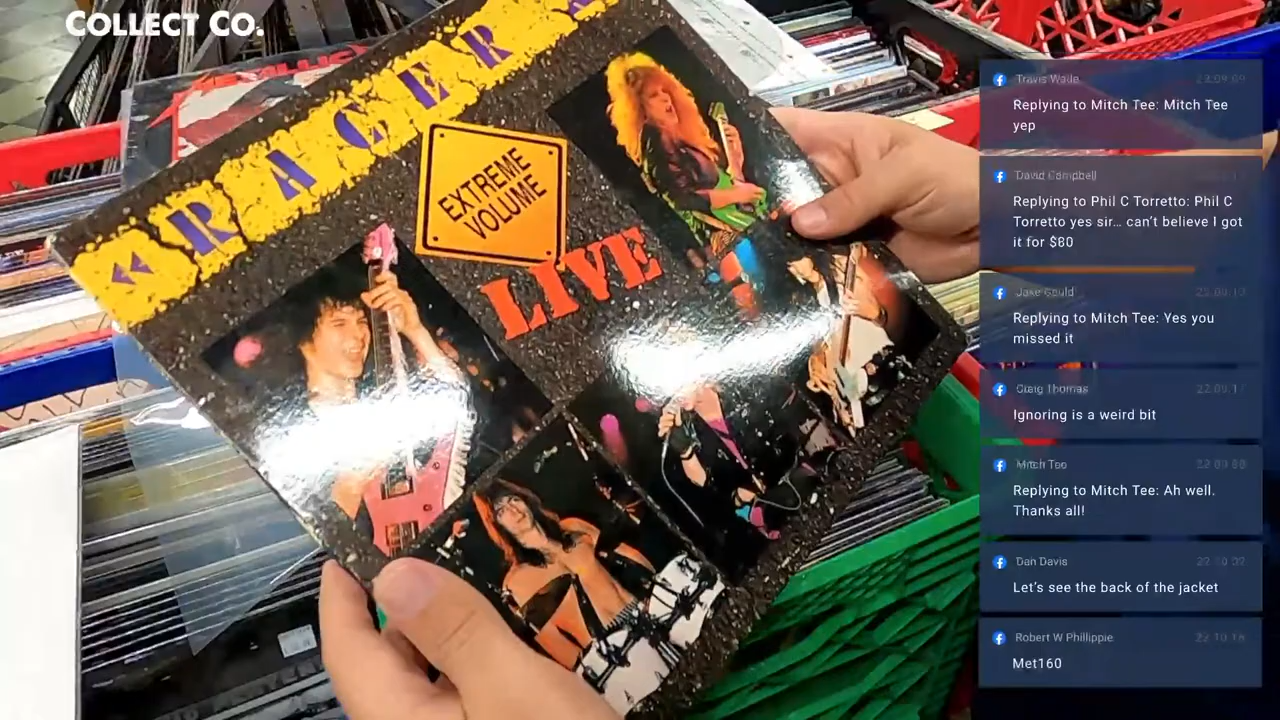 COLLECT CO.
RACER X
EXTREME
VOLUME
LIVE
Travis Wade
Replying to Mitch Tee: Mitch Tee
yep
David Campbell
Replying to Phil C Torretto: Phil C
Torretto yes sir… can't believe I got
it for $80
Jake Gould
Replying to Mitch Tee: Yes you
missed it
Craig Thomas
Ignoring is a weird bit
Mitch Tee
Replying to Mitch Tee: Ah well.
Thanks all!
Dan Davis
Let's see the back of the jacket
Robert W Phillippie
Met160